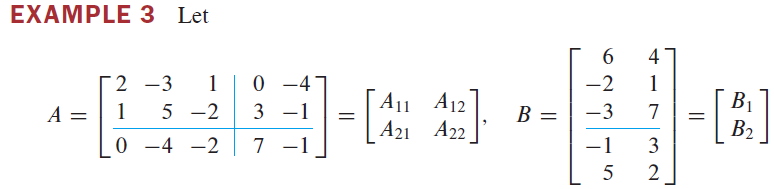 EXAMPLE 3 Let
A = [ 2 −3 1 | 0 −4 ; 1 5 −2 | 3 −1 ; 0 −4 −2 | 7 −1 ] = [ A₁₁ A₁₂ ; A₂₁ A₂₂ ], B = [ 6 4 ; −2 1 ; −3 7 ; −1 3 ; 5 2 ] = [ B₁ ; B₂ ]